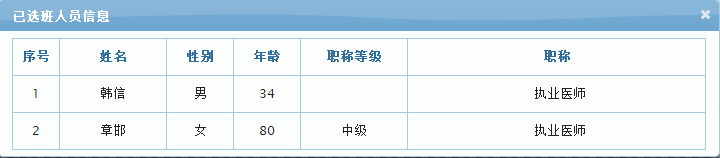 已选班人员信息
序号 姓名 性别 年龄 职称等级 职称
1 韩信 男 34 执业医师
2 章邯 女 80 中级 执业医师